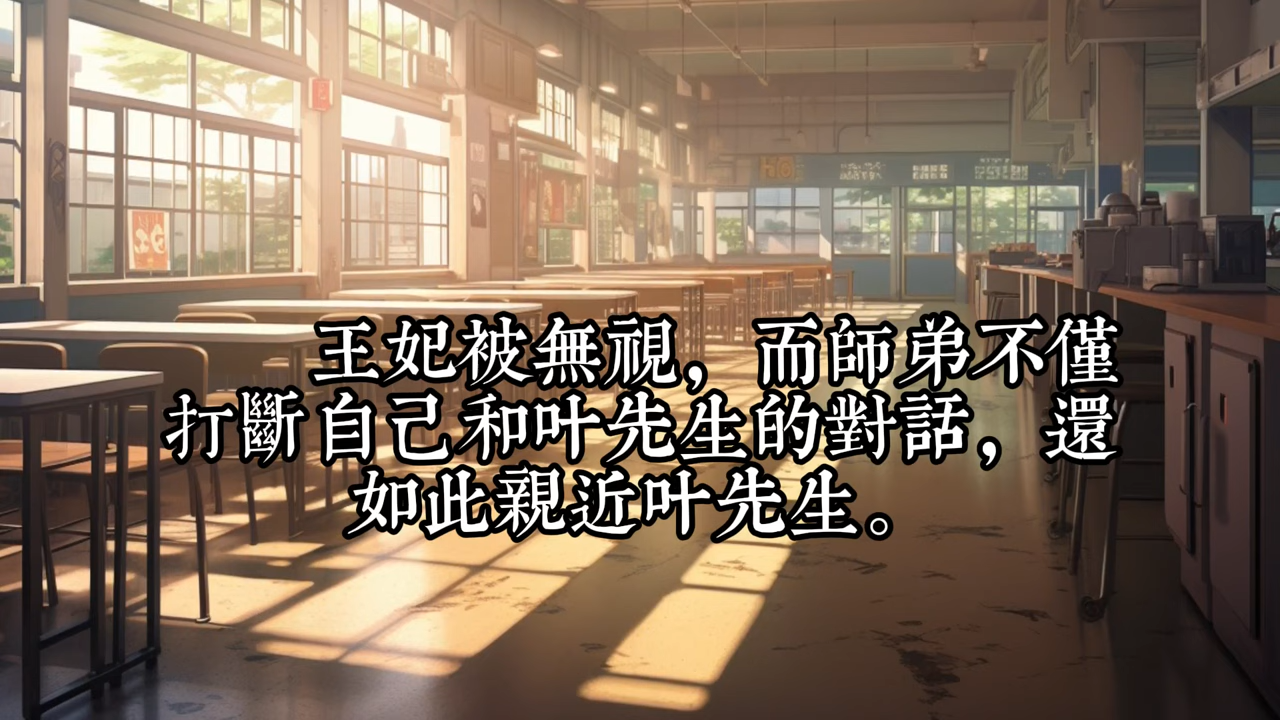 王妃被無視，而師弟不僅
打斷自己和叶先生的對話，還
如此親近叶先生。